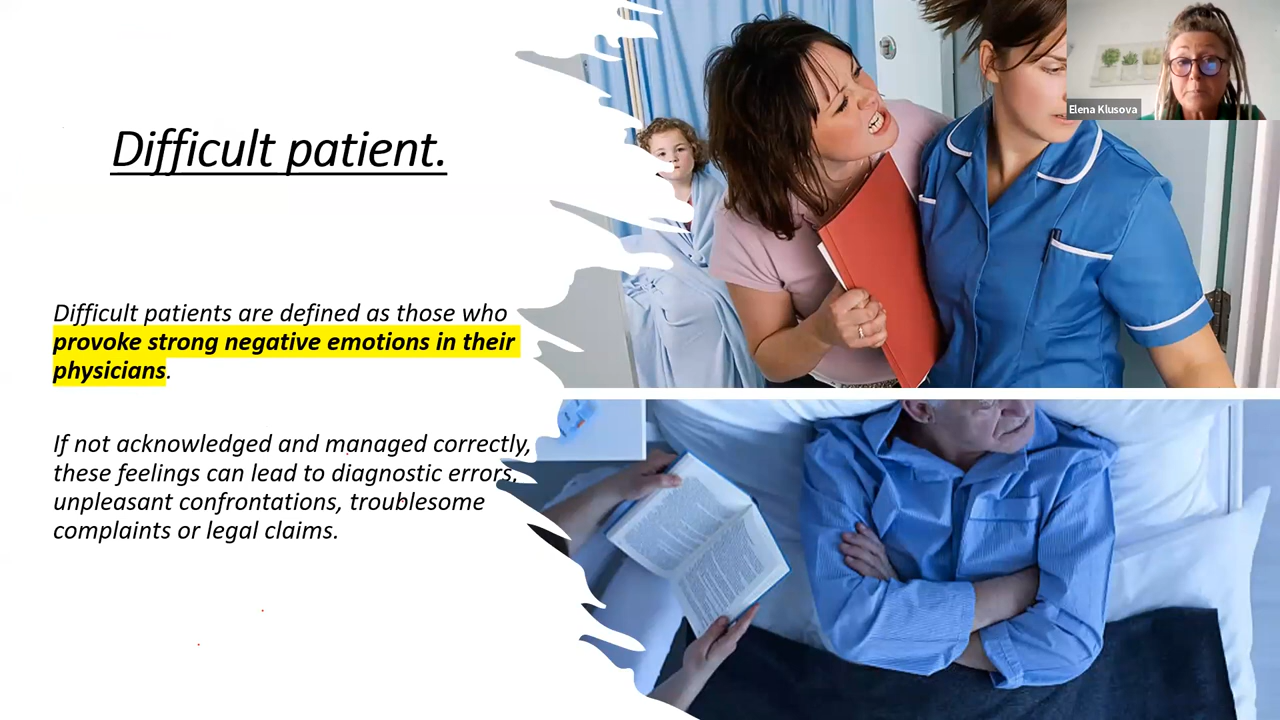 Difficult patient.
Difficult patients are defined as those who
provoke strong negative emotions in their
physicians.
If not acknowledged and managed correctly,
these feelings can lead to diagnostic errors,
unpleasant confrontations, troublesome
complaints or legal claims.
Elena Klusova